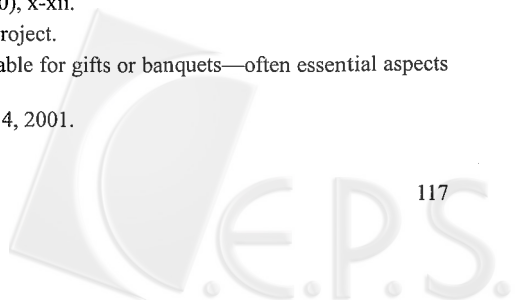 0), x-xii.
roject.
able for gifts or banquets—often essential aspects
4, 2001.
117
C.E.P.S.